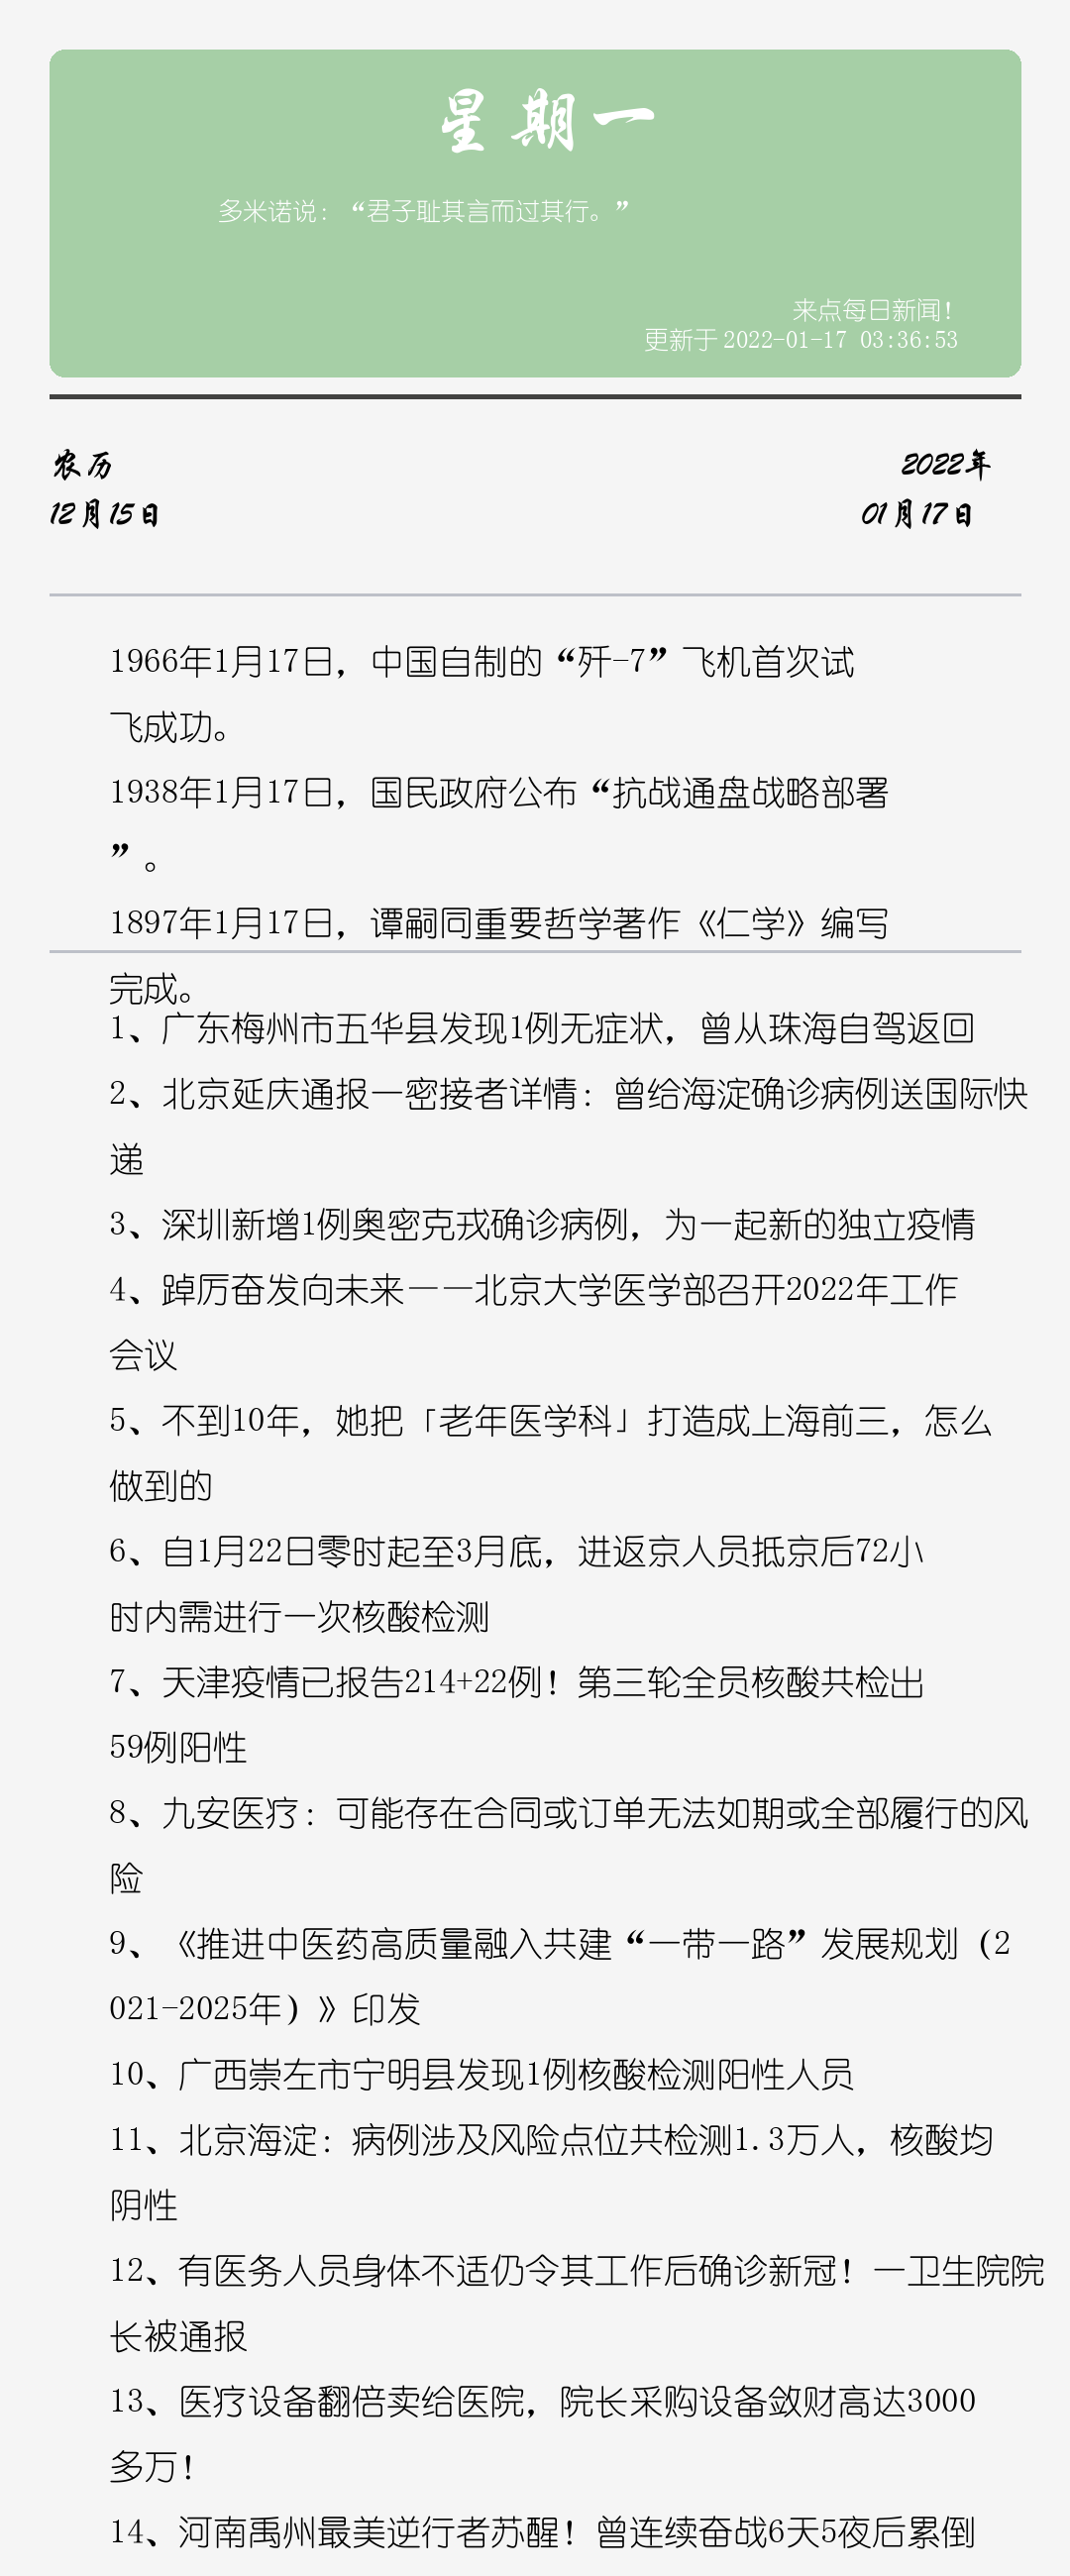 星期一
多米诺说：“君子耻其言而过其行。”
来点每日新闻！
更新于 2022-01-17 03:36:53
农历
2022年
12月15日
01月17日
1966年1月17日，中国自制的“歼-7”飞机首次试
飞成功。
1938年1月17日，国民政府公布“抗战通盘战略部署
”。
1897年1月17日，谭嗣同重要哲学著作《仁学》编写
完成。
1、广东梅州市五华县发现1例无症状，曾从珠海自驾返回
2、北京延庆通报一密接者详情：曾给海淀确诊病例送国际快
递
3、深圳新增1例奥密克戎确诊病例，为一起新的独立疫情
4、踔厉奋发向未来——北京大学医学部召开2022年工作
会议
5、不到10年，她把「老年医学科」打造成上海前三，怎么
做到的
6、自1月22日零时起至3月底，进返京人员抵京后72小
时内需进行一次核酸检测
7、天津疫情已报告214+22例！第三轮全员核酸共检出
59例阳性
8、九安医疗：可能存在合同或订单无法如期或全部履行的风
险
9、《推进中医药高质量融入共建“一带一路”发展规划（2
021-2025年）》印发
10、广西崇左市宁明县发现1例核酸检测阳性人员
11、北京海淀：病例涉及风险点位共检测1.3万人，核酸均
阴性
12、有医务人员身体不适仍令其工作后确诊新冠！一卫生院院
长被通报
13、医疗设备翻倍卖给医院，院长采购设备敛财高达3000
多万！
14、河南禹州最美逆行者苏醒！曾连续奋战6天5夜后累倒